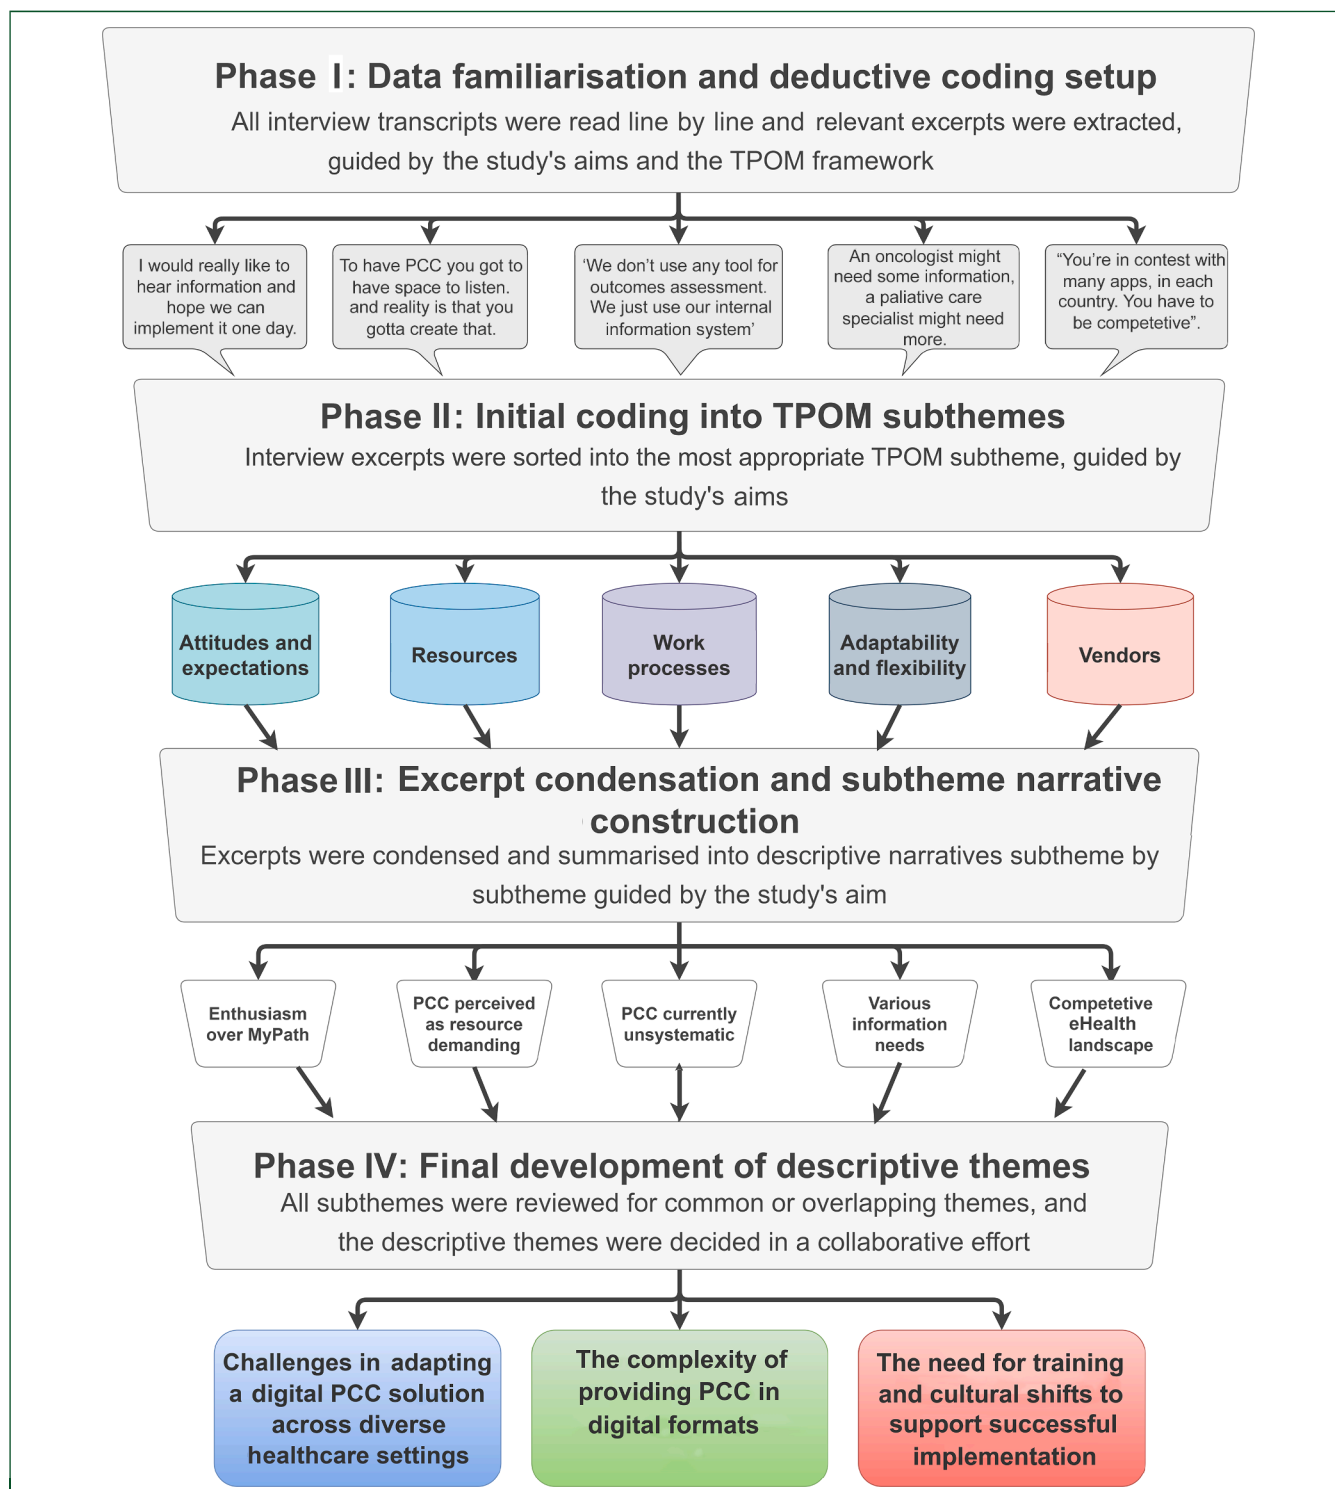 Phase I: Data familiarisation and deductive coding setup
All interview transcripts were read line by line and relevant excerpts were extracted,
guided by the study's aims and the TPOM framework
I would really like to
hear information and
hope we can
implement it one day.
To have PCC you got to
have space to listen.
and reality is that you
gotta create that.
‘We don’t use any tool for
outcomes assessment.
We just use our internal
information system’
An oncologist might
need some information,
a paliative care
specialist might need
more.
“You’re in contest with
many apps, in each
country. You have to
be competetive”.
Phase II: Initial coding into TPOM subthemes
Interview excerpts were sorted into the most appropriate TPOM subtheme, guided by
the study's aims
Attitudes and
expectations
Resources
Work
processes
Adaptability
and flexibility
Vendors
Phase III: Excerpt condensation and subtheme narrative
construction
Excerpts were condensed and summarised into descriptive narratives subtheme by
subtheme guided by the study's aim
Enthusiasm
over MyPath
PCC perceived
as resource
demanding
PCC currently
unsystematic
Various
information
needs
Competetive
eHealth
landscape
Phase IV: Final development of descriptive themes
All subthemes were reviewed for common or overlapping themes, and
the descriptive themes were decided in a collaborative effort
Challenges in adapting
a digital PCC solution
across diverse
healthcare settings
The complexity of
providing PCC in
digital formats
The need for training
and cultural shifts to
support successful
implementation